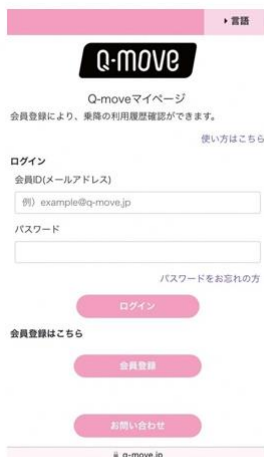 ▸言語
Q-move
Q-moveマイページ
会員登録により、乗降の利用履歴確認ができます。
使い方はこちら
ログイン
会員ID(メールアドレス)
例）example@q-move.jp
パスワード
パスワードをお忘れの方
ログイン
会員登録はこちら
会員登録
お問い合わせ
q-move.jp